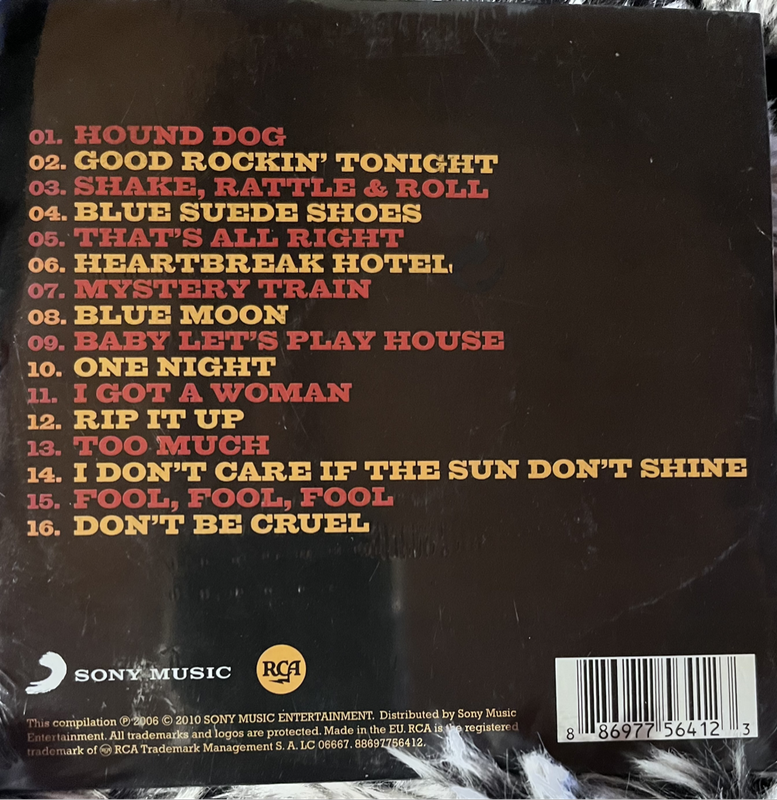 01. HOUND DOG
02. GOOD ROCKIN' TONIGHT
03. SHAKE, RATTLE & ROLL
04. BLUE SUEDE SHOES
05. THAT'S ALL RIGHT
06. HEARTBREAK HOTEL
07. MYSTERY TRAIN
08. BLUE MOON
09. BABY LET'S PLAY HOUSE
10. ONE NIGHT
11. I GOT A WOMAN
12. RIP IT UP
13. TOO MUCH
14. I DON'T CARE IF THE SUN DON'T SHINE
15. FOOL, FOOL, FOOL
16. DON'T BE CRUEL
SONY MUSIC
RCA
This compilation ℗ 2006 © 2010 SONY MUSIC ENTERTAINMENT. Distributed by Sony Music
Entertainment. All trademarks and logos are protected. Made in the EU. RCA is the registered
trademark of RCA Trademark Management S. A. LC 06667. 88697756412.
8 86977 56412 3